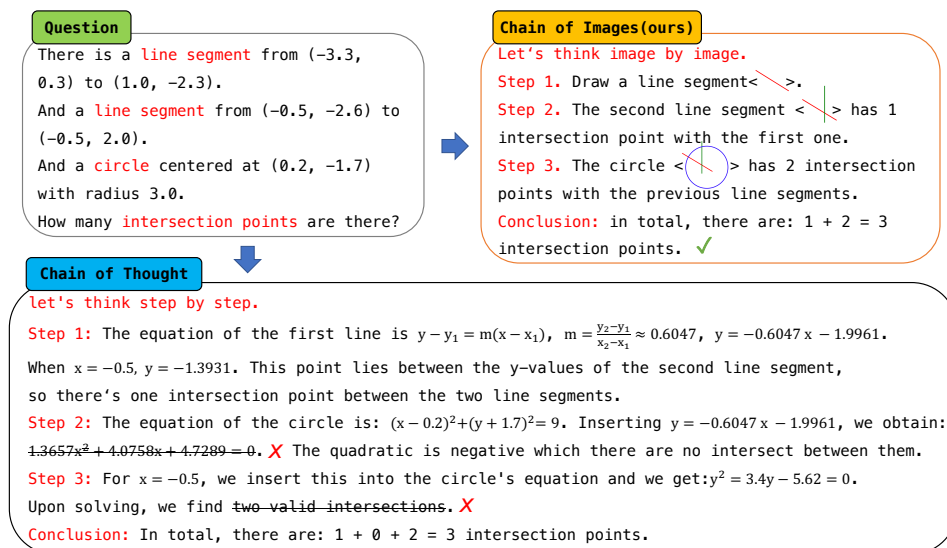 Question
There is a line segment from (-3.3,
0.3) to (1.0, -2.3).
And a line segment from (-0.5, -2.6) to
(-0.5, 2.0).
And a circle centered at (0.2, -1.7)
with radius 3.0.
How many intersection points are there?
Chain of Images(ours)
Let‘s think image by image.
Step 1. Draw a line segment< >.
Step 2. The second line segment < > has 1
intersection point with the first one.
Step 3. The circle < > has 2 intersection
points with the previous line segments.
Conclusion: in total, there are: 1 + 2 = 3
intersection points. ✓
Chain of Thought
let's think step by step.
Step 1: The equation of the first line is y − y₁ = m(x − x₁), m = (y₂−y₁)/(x₂−x₁) ≈ 0.6047, y = −0.6047 x − 1.9961.
When x = −0.5, y = −1.3931. This point lies between the y-values of the second line segment,
so there‘s one intersection point between the two line segments.
Step 2: The equation of the circle is: (x − 0.2)²+(y + 1.7)²= 9. Inserting y = −0.6047 x − 1.9961, we obtain:
1.3657x² + 4.0758x + 4.7289 = 0. X The quadratic is negative which there are no intersect between them.
Step 3: For x = −0.5, we insert this into the circle's equation and we get:y² = 3.4y − 5.62 = 0.
Upon solving, we find two valid intersections. X
Conclusion: In total, there are: 1 + 0 + 2 = 3 intersection points.